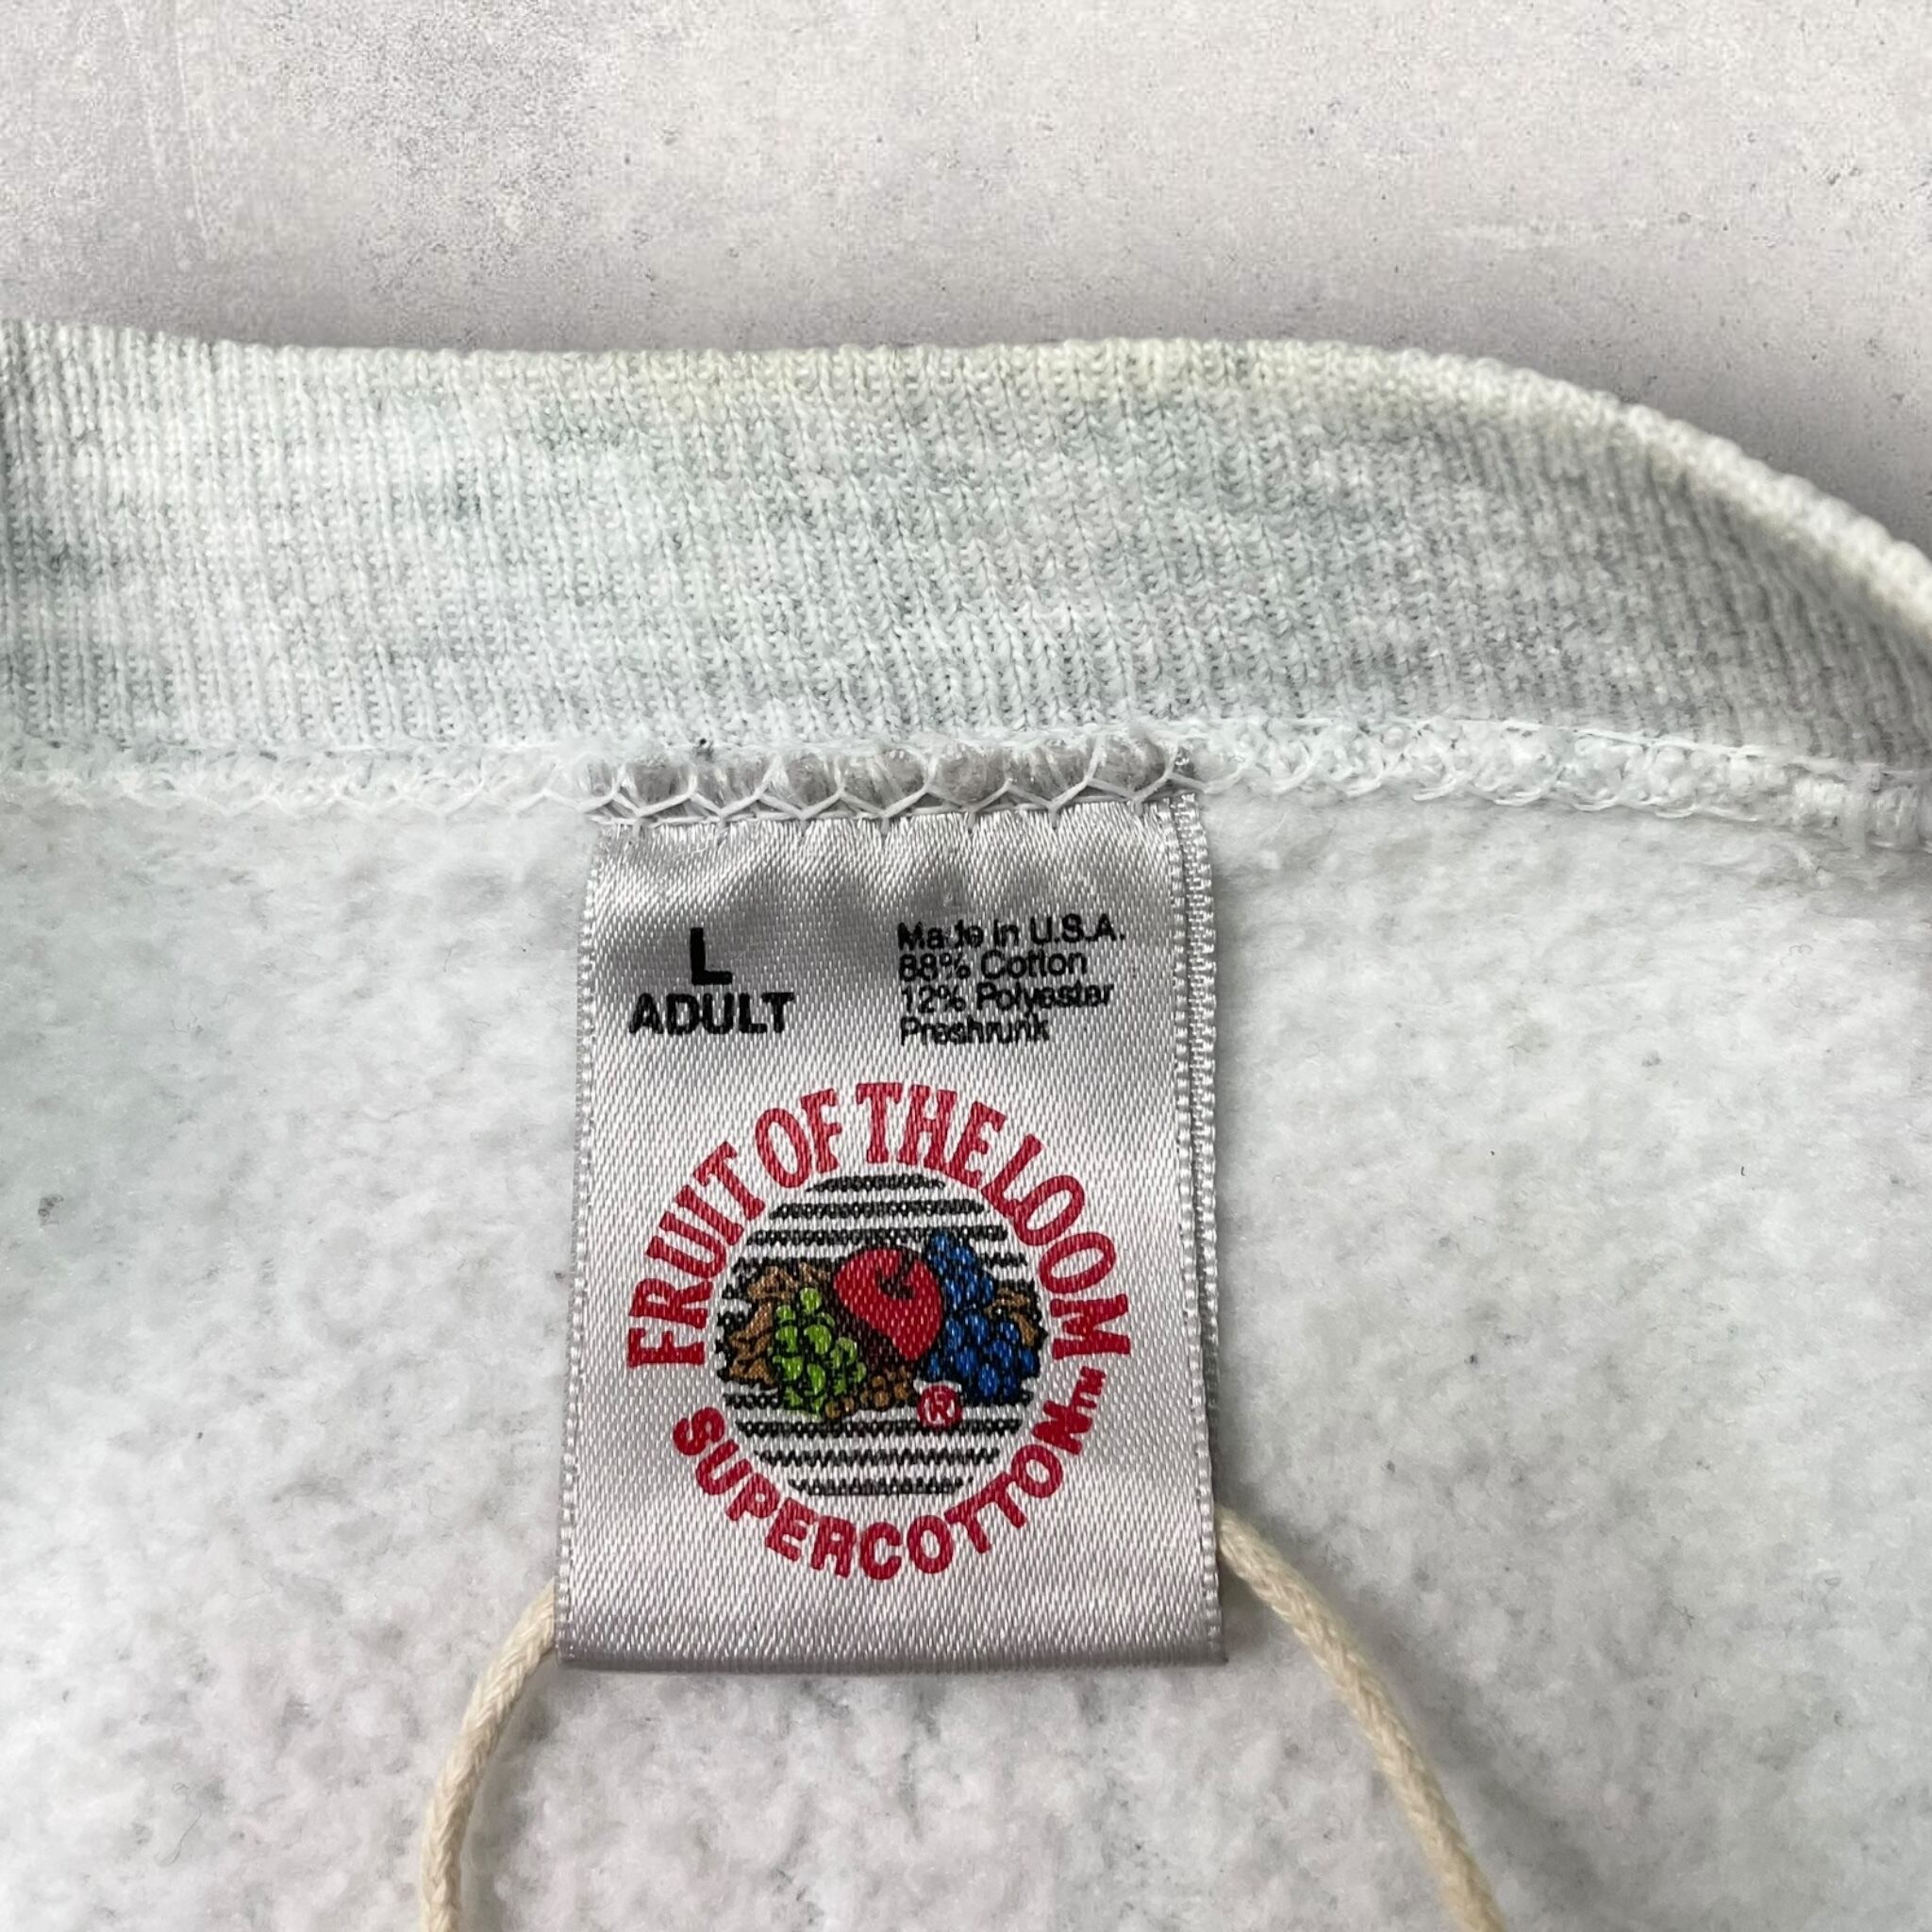 L
ADULT
Made in U.S.A.
88% Cotton
12% Polyester
Preshrunk
FRUIT OF THE LOOM
SUPERCOTTON™
®